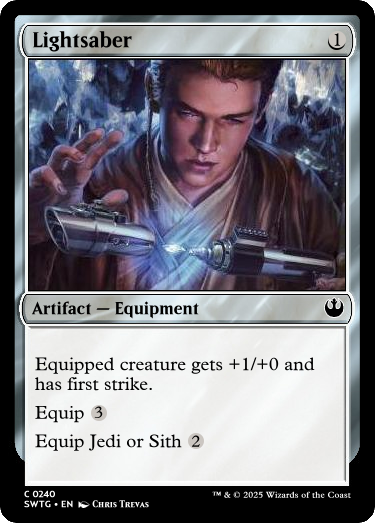 Lightsaber 1
Artifact — Equipment
Equipped creature gets +1/+0 and
has first strike.
Equip 3
Equip Jedi or Sith 2
C 0240
SWTG • EN Chris Trevas
™ & © 2025 Wizards of the Coast